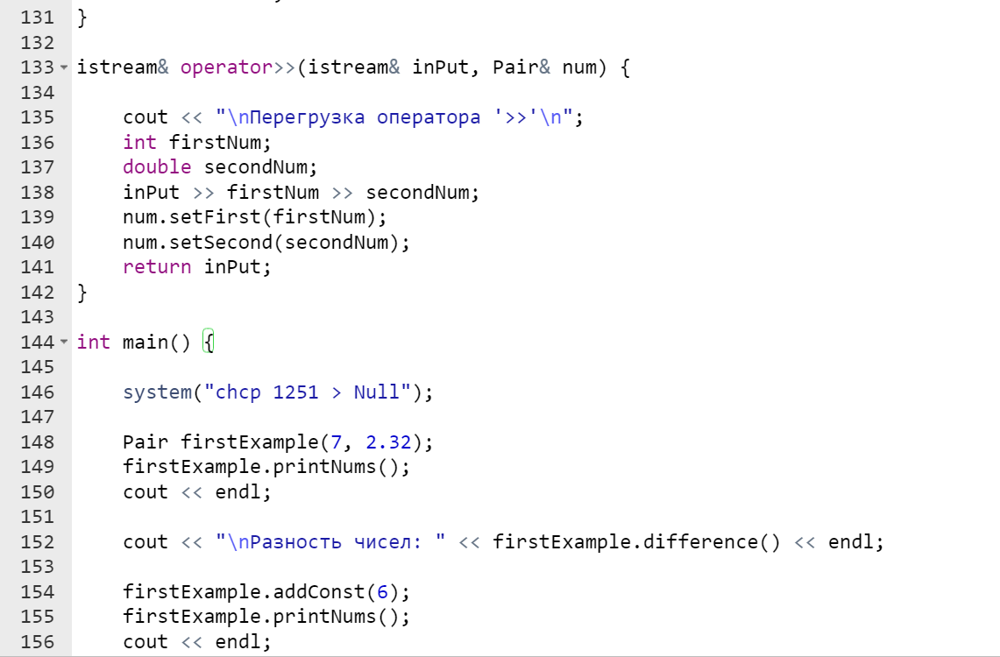 131 }
132
133 istream& operator>>(istream& inPut, Pair& num) {
134
135     cout << "\nПерегрузка оператора '>>'\n";
136     int firstNum;
137     double secondNum;
138     inPut >> firstNum >> secondNum;
139     num.setFirst(firstNum);
140     num.setSecond(secondNum);
141     return inPut;
142 }
143
144 int main() {
145
146     system("chcp 1251 > Null");
147
148     Pair firstExample(7, 2.32);
149     firstExample.printNums();
150     cout << endl;
151
152     cout << "\nРазность чисел: " << firstExample.difference() << endl;
153
154     firstExample.addConst(6);
155     firstExample.printNums();
156     cout << endl;